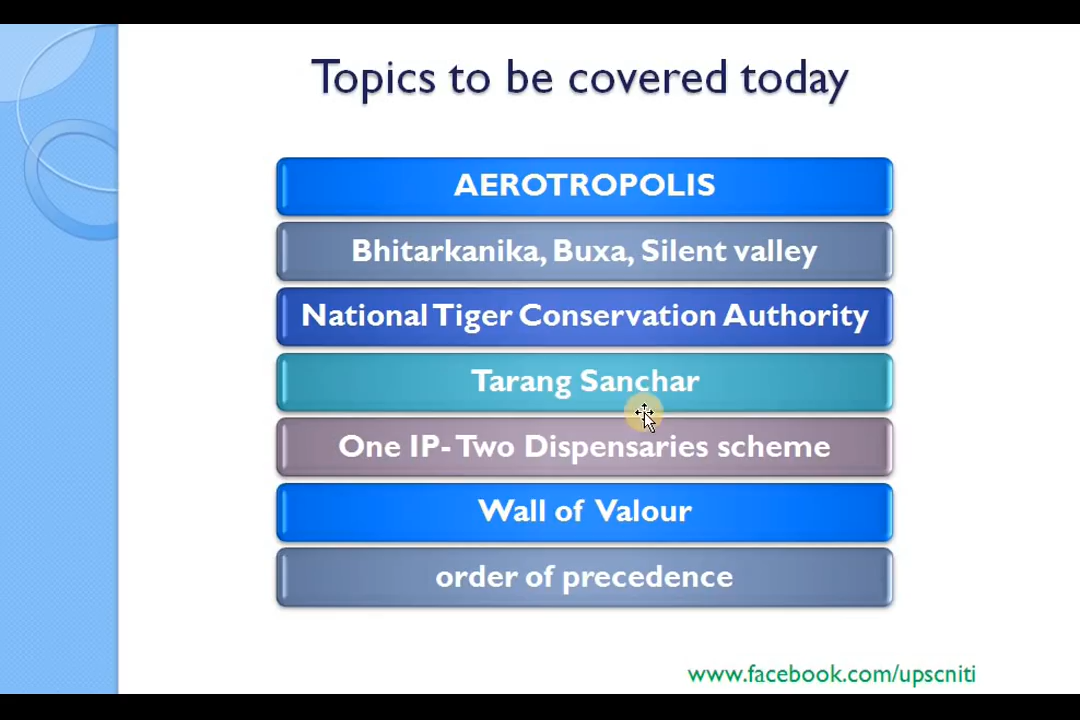 Topics to be covered today
AEROTROPOLIS
Bhitarkanika, Buxa, Silent valley
National Tiger Conservation Authority
Tarang Sanchar
One IP- Two Dispensaries scheme
Wall of Valour
order of precedence
www.facebook.com/upscniti